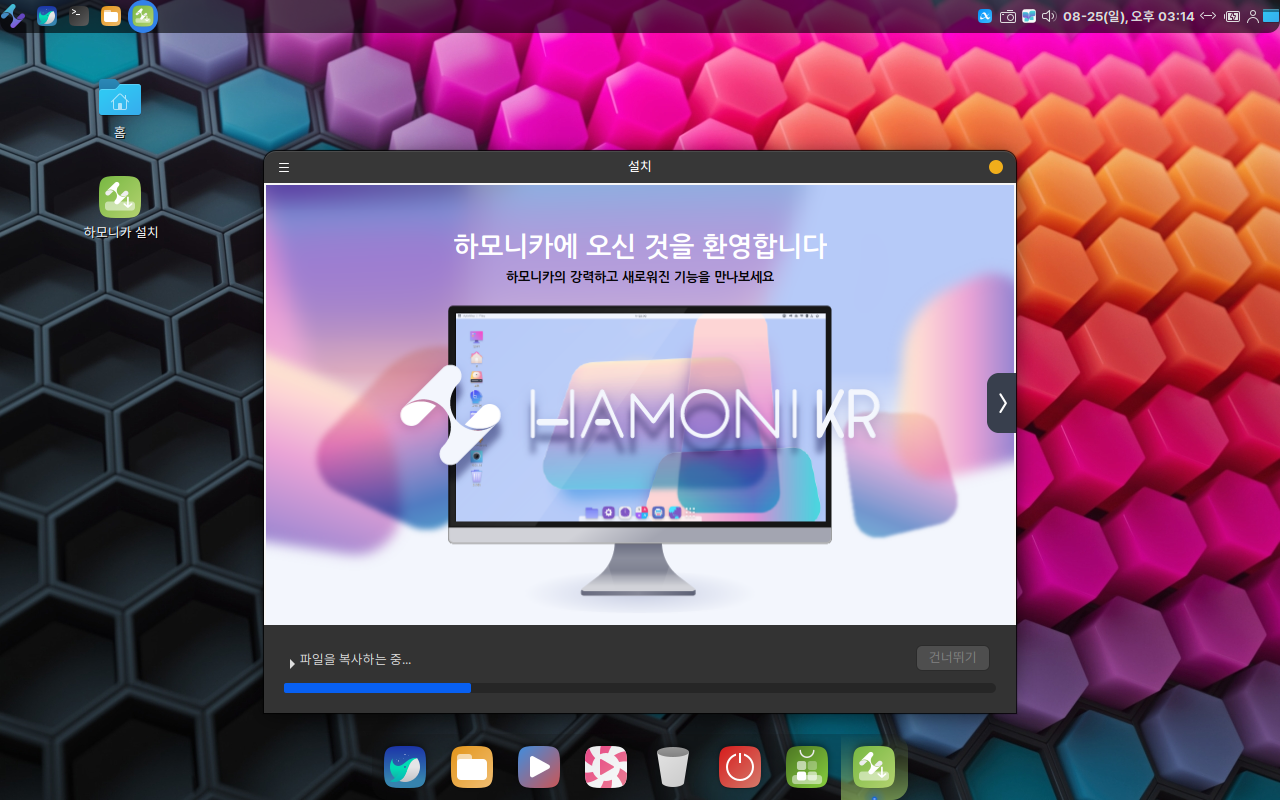 08-25(일), 오후 03:14
홈
하모니카 설치
설치
하모니카에 오신 것을 환영합니다
하모니카의 강력하고 새로워진 기능을 만나보세요
HAMONIKR
파일을 복사하는 중...
건너뛰기